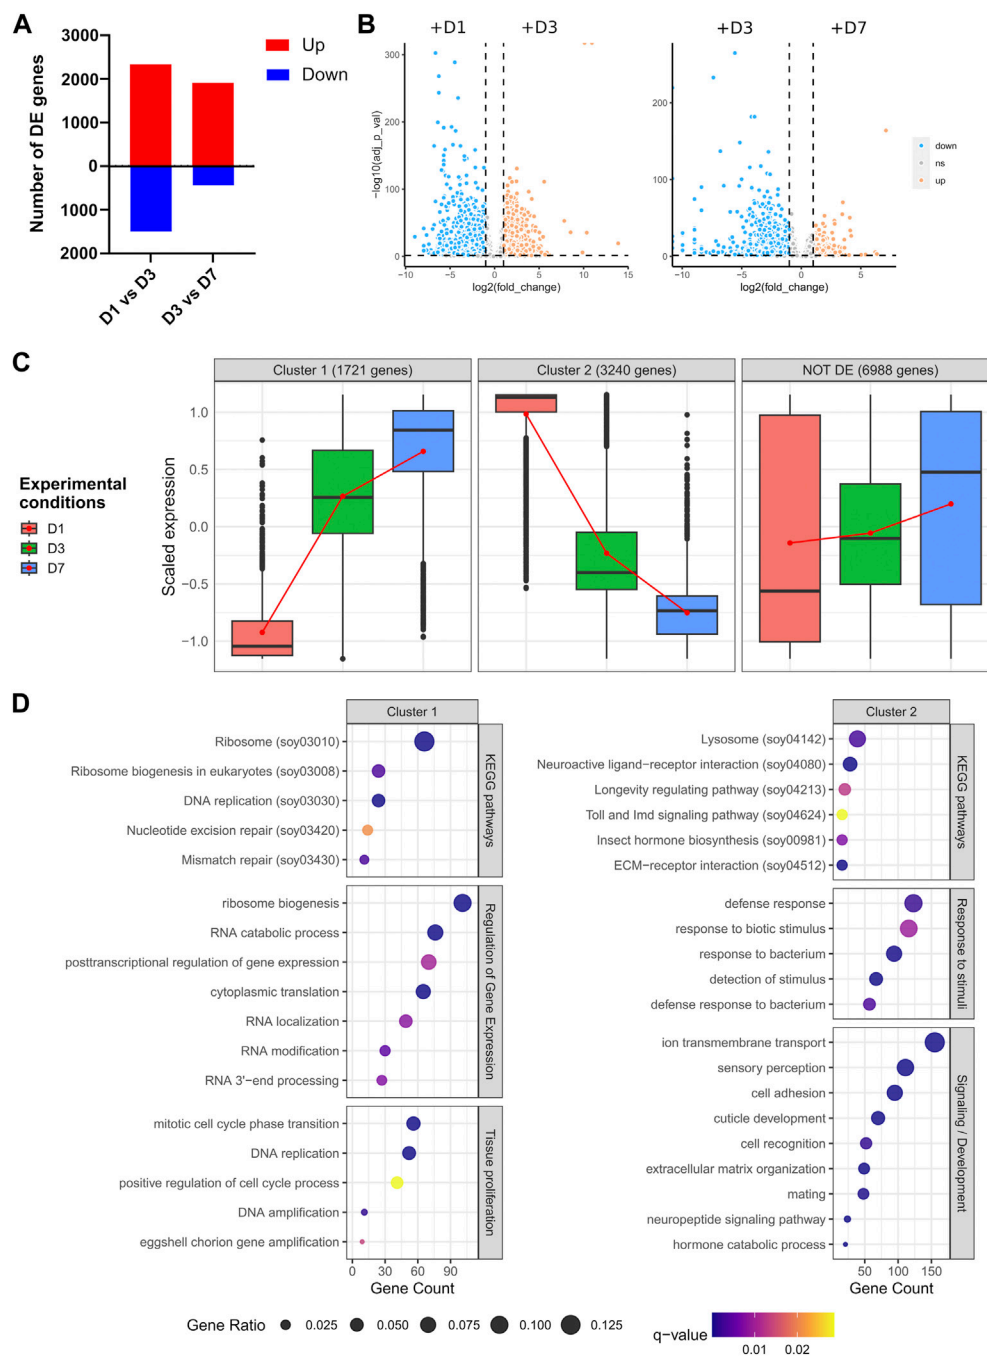 A
Number of DE genes
3000
2000
1000
0
1000
2000
D1 vs D3
D3 vs D7
Up
Down
B
+D1
+D3
−log10(adj_p_val)
300
200
100
0
−10
−5
0
5
10
15
log2(fold_change)
+D3
+D7
200
100
0
−10
−5
0
5
log2(fold_change)
down
ns
up
C
Experimental
conditions
D1
D3
D7
Scaled expression
1.0
0.5
0.0
−0.5
−1.0
Cluster 1 (1721 genes)
Cluster 2 (3240 genes)
NOT DE (6988 genes)
D
Cluster 1
Ribosome (soy03010)
Ribosome biogenesis in eukaryotes (soy03008)
DNA replication (soy03030)
Nucleotide excision repair (soy03420)
Mismatch repair (soy03430)
KEGG pathways
ribosome biogenesis
RNA catabolic process
posttranscriptional regulation of gene expression
cytoplasmic translation
RNA localization
RNA modification
RNA 3'−end processing
Regulation of Gene Expression
mitotic cell cycle phase transition
DNA replication
positive regulation of cell cycle process
DNA amplification
eggshell chorion gene amplification
Tissue proliferation
0 30 60 90
Gene Count
Cluster 2
Lysosome (soy04142)
Neuroactive ligand−receptor interaction (soy04080)
Longevity regulating pathway (soy04213)
Toll and Imd signaling pathway (soy04624)
Insect hormone biosynthesis (soy00981)
ECM−receptor interaction (soy04512)
KEGG pathways
defense response
response to biotic stimulus
response to bacterium
detection of stimulus
defense response to bacterium
Response to stimuli
ion transmembrane transport
sensory perception
cell adhesion
cuticle development
cell recognition
extracellular matrix organization
mating
neuropeptide signaling pathway
hormone catabolic process
Signaling / Development
50 100 150
Gene Count
Gene Ratio 0.025 0.050 0.075 0.100 0.125
q−value
0.01 0.02